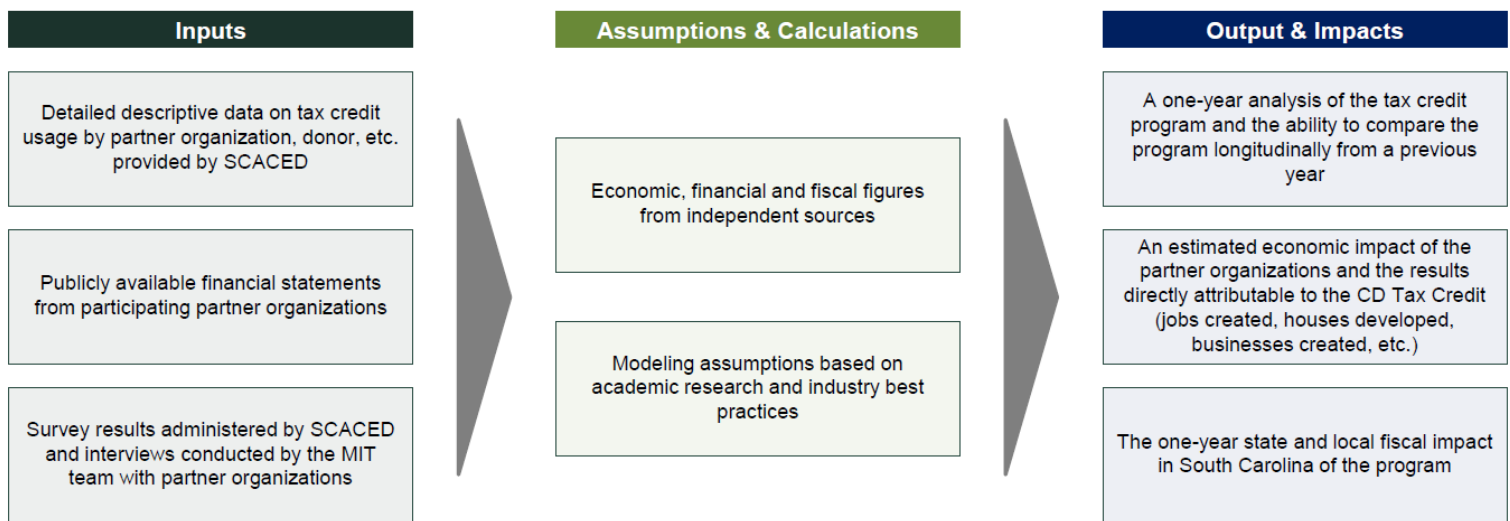 Inputs
Detailed descriptive data on tax credit
usage by partner organization, donor, etc.
provided by SCACED
Publicly available financial statements
from participating partner organizations
Survey results administered by SCACED
and interviews conducted by the MIT
team with partner organizations
Assumptions & Calculations
Economic, financial and fiscal figures
from independent sources
Modeling assumptions based on
academic research and industry best
practices
Output & Impacts
A one-year analysis of the tax credit
program and the ability to compare the
program longitudinally from a previous
year
An estimated economic impact of the
partner organizations and the results
directly attributable to the CD Tax Credit
(jobs created, houses developed,
businesses created, etc.)
The one-year state and local fiscal impact
in South Carolina of the program